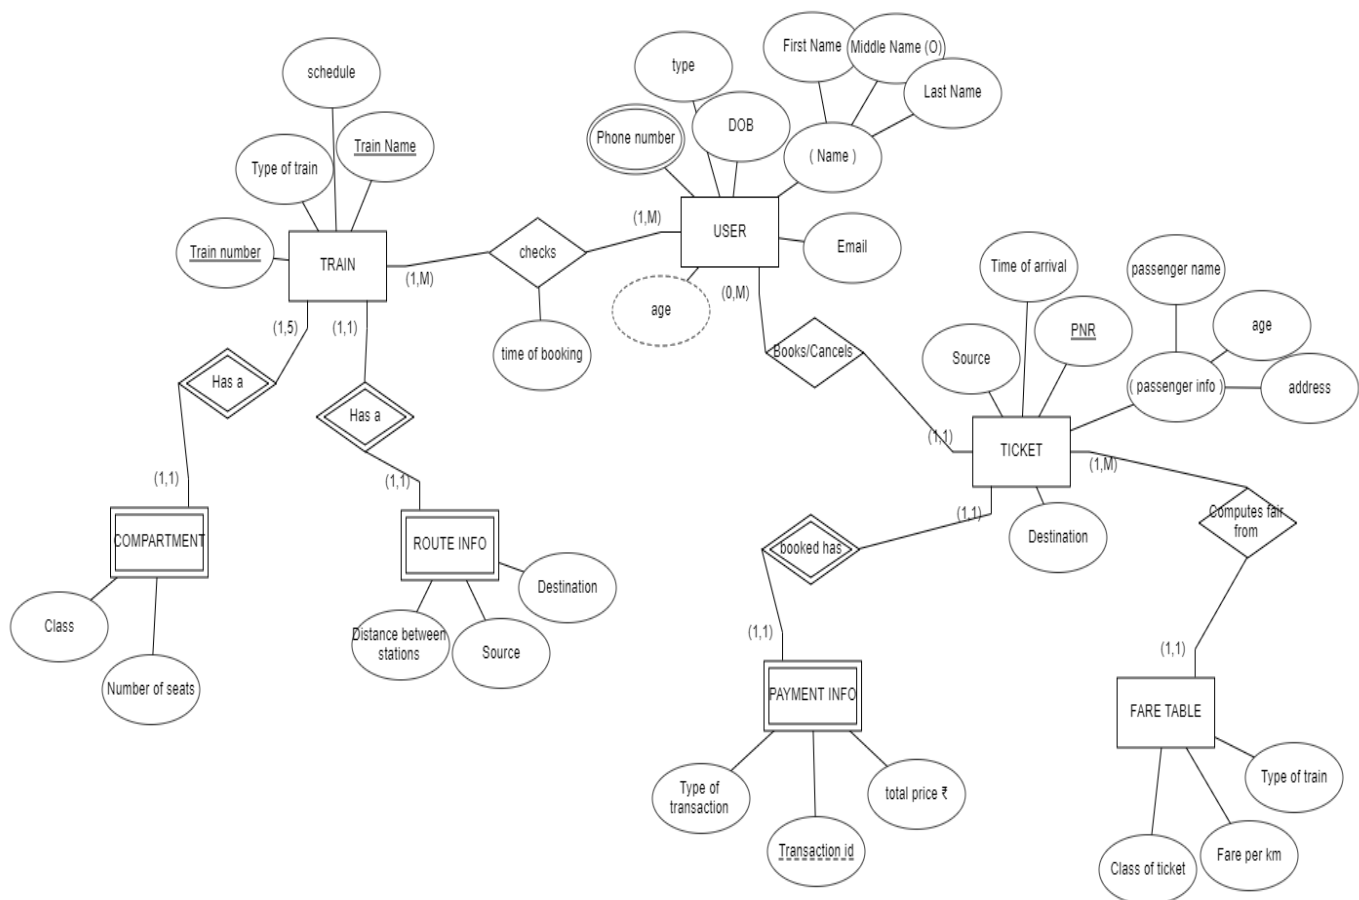 First Name
Middle Name (O)
type
schedule
Last Name
DOB
Phone number
Train Name
( Name )
Type of train
(1,M)
USER
Email
Train number
checks
TRAIN
Time of arrival
passenger name
(1,M)
(0,M)
age
(1,5)
(1,1)
PNR
age
time of booking
Books/Cancels
Source
Has a
( passenger info )
address
Has a
(1,1)
TICKET
(1,M)
(1,1)
(1,1)
(1,1)
Computes fair
from
COMPARTMENT
ROUTE INFO
booked has
Destination
Destination
Class
Distance between
stations
Source
(1,1)
(1,1)
Number of seats
PAYMENT INFO
FARE TABLE
Type of train
Type of
transaction
total price ₹
Transaction id
Fare per km
Class of ticket